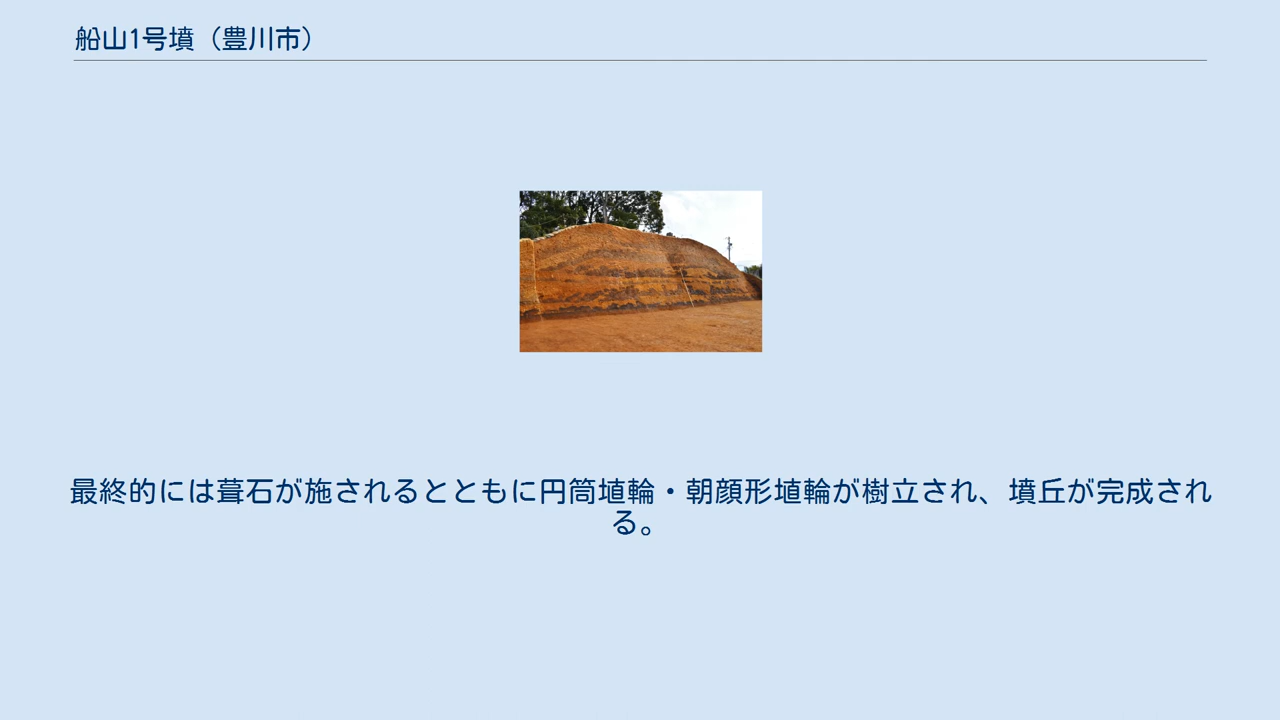 船山1号墳（豊川市）
最終的には葺石が施されるとともに円筒埴輪・朝顔形埴輪が樹立され、墳丘が完成され
る。